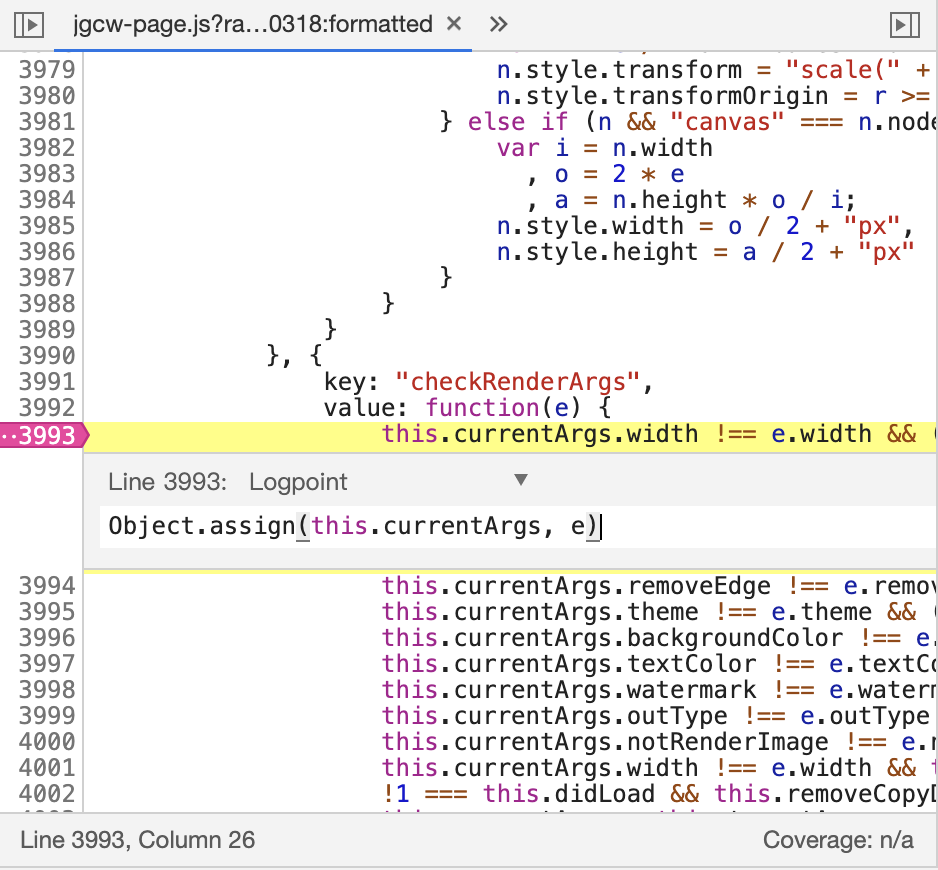 jgcw-page.js?ra...0318:formatted × »
3979 n.style.transform = "scale(" +
3980 n.style.transformOrigin = r >=
3981 } else if (n && "canvas" === n.node
3982 var i = n.width
3983 , o = 2 * e
3984 , a = n.height * o / i;
3985 n.style.width = o / 2 + "px",
3986 n.style.height = a / 2 + "px"
3987 }
3988 }
3989 }
3990 }, {
3991 key: "checkRenderArgs",
3992 value: function(e) {
··3993 this.currentArgs.width !== e.width && (
Line 3993: Logpoint ▼
Object.assign(this.currentArgs, e)
3994 this.currentArgs.removeEdge !== e.remov
3995 this.currentArgs.theme !== e.theme && (
3996 this.currentArgs.backgroundColor !== e.
3997 this.currentArgs.textColor !== e.textCo
3998 this.currentArgs.watermark !== e.waterm
3999 this.currentArgs.outType !== e.outType
4000 this.currentArgs.notRenderImage !== e.n
4001 this.currentArgs.width !== e.width && t
4002 !1 === this.didLoad && this.removeCopyD
Line 3993, Column 26
Coverage: n/a